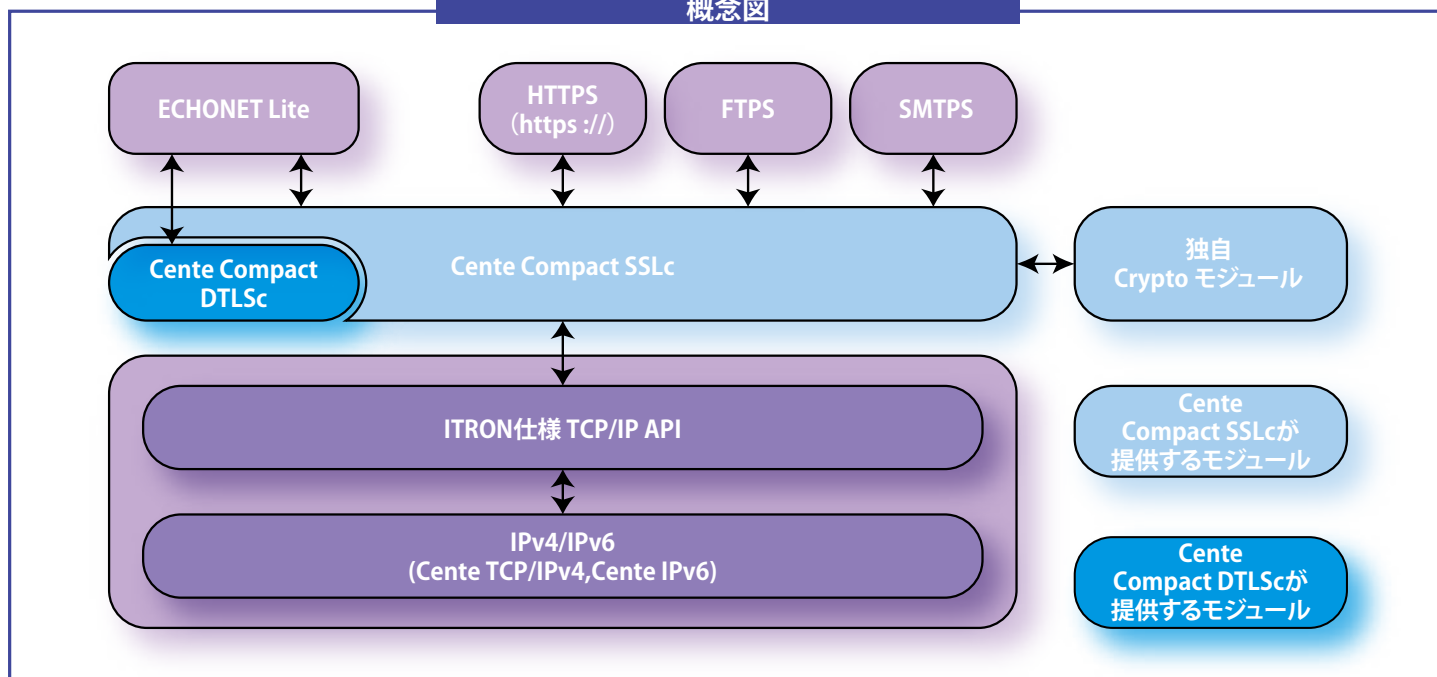 概念図
ECHONET Lite
HTTPS
（https ://）
FTPS
SMTPS
Cente Compact
DTLSc
Cente Compact SSLc
独自
Crypto モジュール
ITRON仕様 TCP/IP API
IPv4/IPv6
(Cente TCP/IPv4,Cente IPv6)
Cente
Compact SSLcが
提供するモジュール
Cente
Compact DTLScが
提供するモジュール